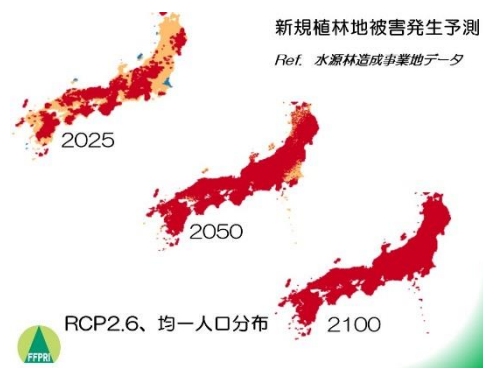 新規植林地被害発生予測
Ref. 水源林造成事業地データ
2025
2050
2100
RCP2.6、均一人口分布
FFPRI